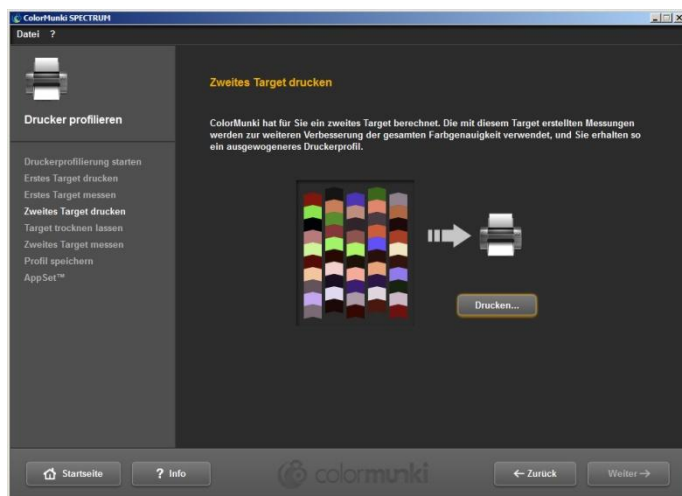 ColorMunki SPECTRUM
Datei ?
Drucker profilieren
Druckerprofilierung starten
Erstes Target drucken
Erstes Target messen
Zweites Target drucken
Target trocknen lassen
Zweites Target messen
Profil speichern
AppSet™
Zweites Target drucken
ColorMunki hat für Sie ein zweites Target berechnet. Die mit diesem Target erstellten Messungen
werden zur weiteren Verbesserung der gesamten Farbgenauigkeit verwendet, und Sie erhalten so
ein ausgewogeneres Druckerprofil.
Drucken...
Startseite
? Info
colormunki
← Zurück
Weiter →